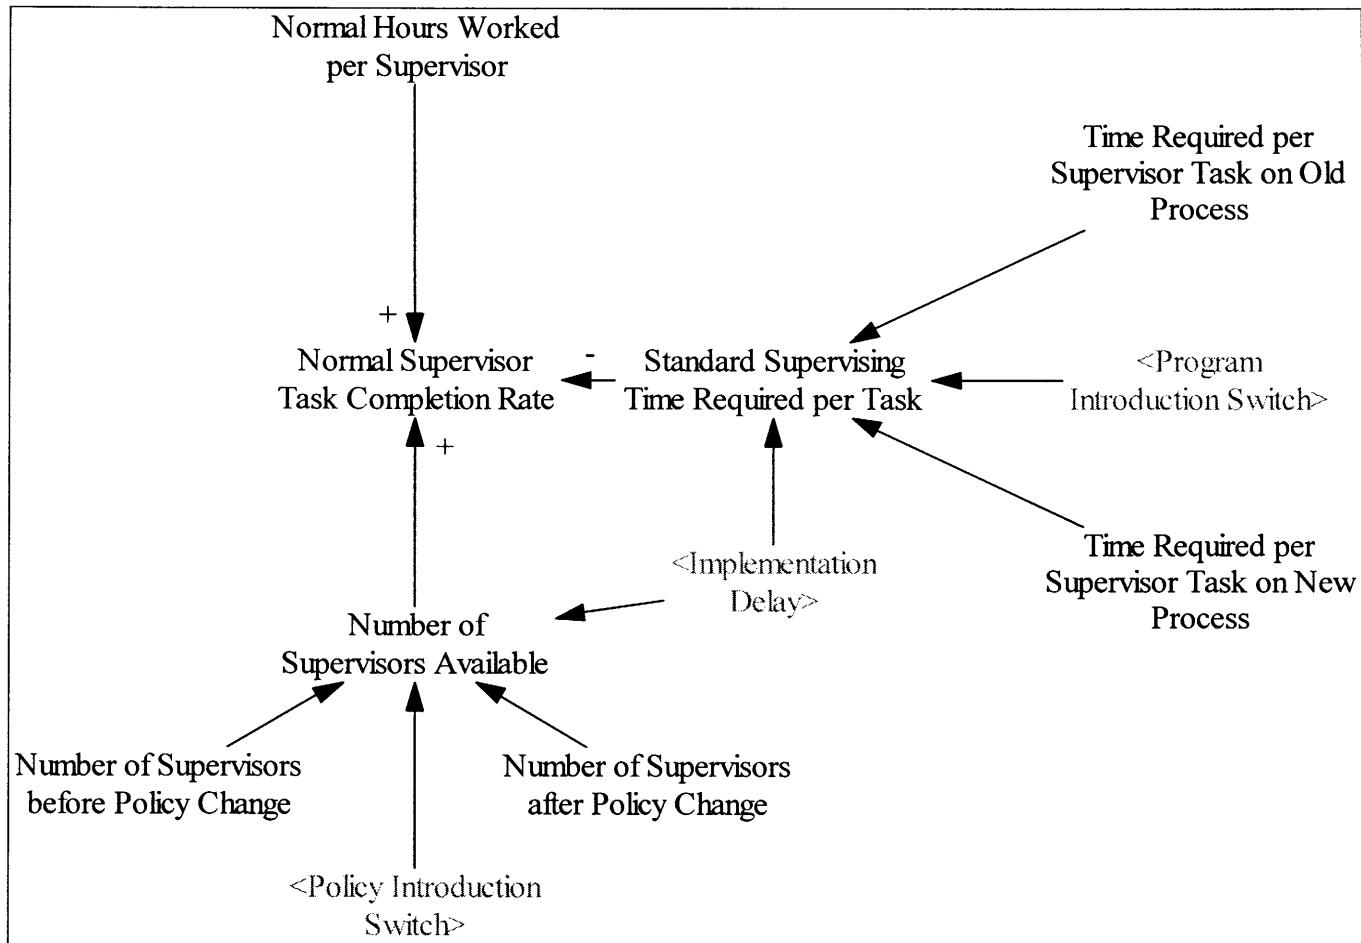 Normal Hours Worked
per Supervisor
Time Required per
Supervisor Task on Old
Process
+
Normal Supervisor
Task Completion Rate
-
Standard Supervising
Time Required per Task
<Program
Introduction Switch>
+
<Implementation
Delay>
Time Required per
Supervisor Task on New
Process
Number of
Supervisors Available
Number of Supervisors
before Policy Change
Number of Supervisors
after Policy Change
<Policy Introduction
Switch>